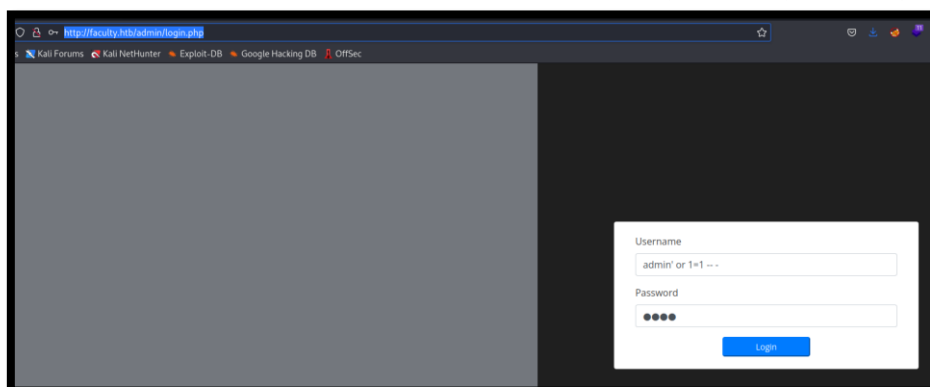 http://faculty.htb/admin/login.php
s Kali Forums Kali NetHunter Exploit-DB Google Hacking DB OffSec
Username
admin' or 1=1 -- -
Password
Login